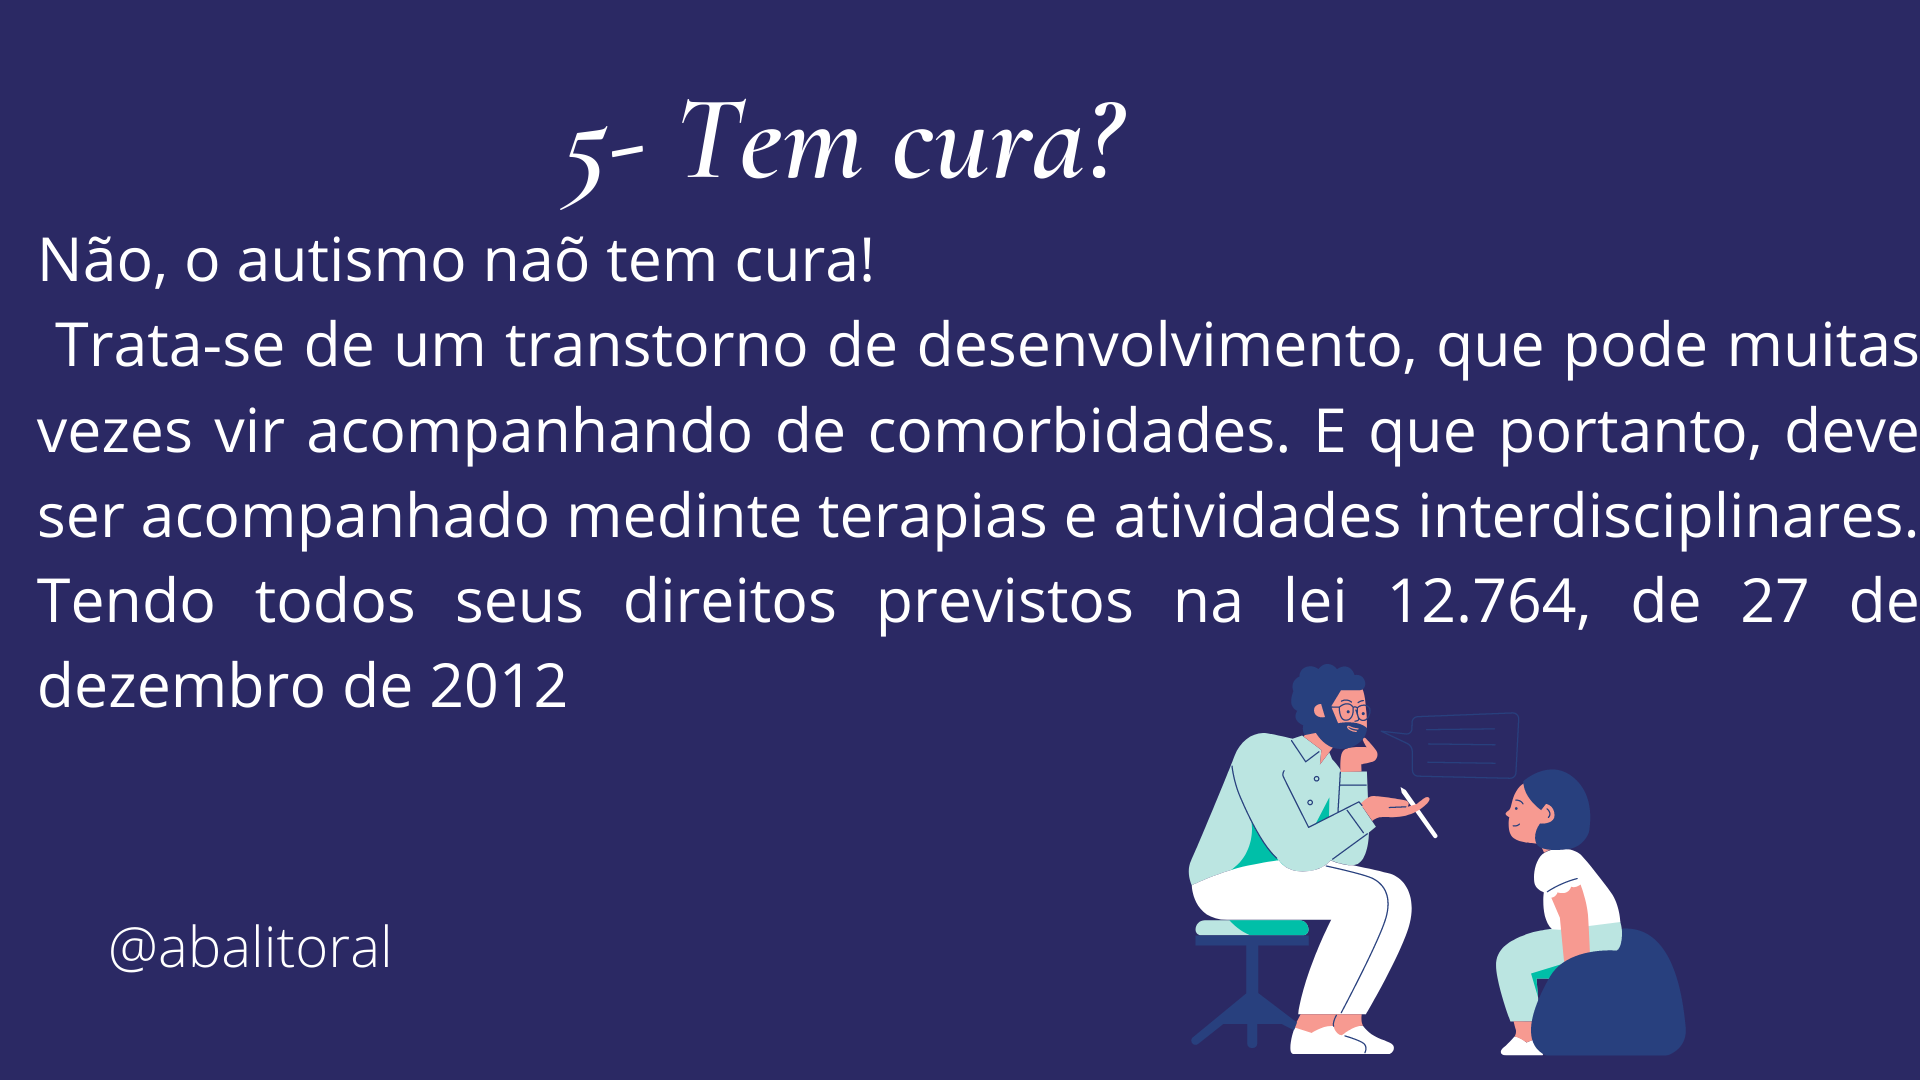 5- Tem cura?
Não, o autismo naõ tem cura!
Trata-se de um transtorno de desenvolvimento, que pode muitas
vezes vir acompanhando de comorbidades. E que portanto, deve
ser acompanhado medinte terapias e atividades interdisciplinares.
Tendo todos seus direitos previstos na lei 12.764, de 27 de
dezembro de 2012
@abalitoral